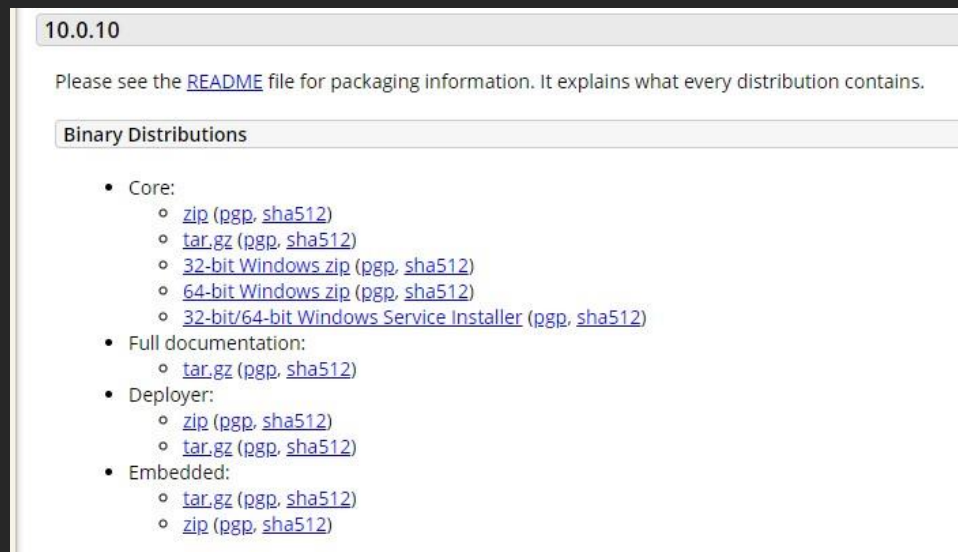 10.0.10
Please see the README file for packaging information. It explains what every distribution contains.
Binary Distributions
Core:
zip (pgp, sha512)
tar.gz (pgp, sha512)
32-bit Windows zip (pgp, sha512)
64-bit Windows zip (pgp, sha512)
32-bit/64-bit Windows Service Installer (pgp, sha512)
Full documentation:
tar.gz (pgp, sha512)
Deployer:
zip (pgp, sha512)
tar.gz (pgp, sha512)
Embedded:
tar.gz (pgp, sha512)
zip (pgp, sha512)